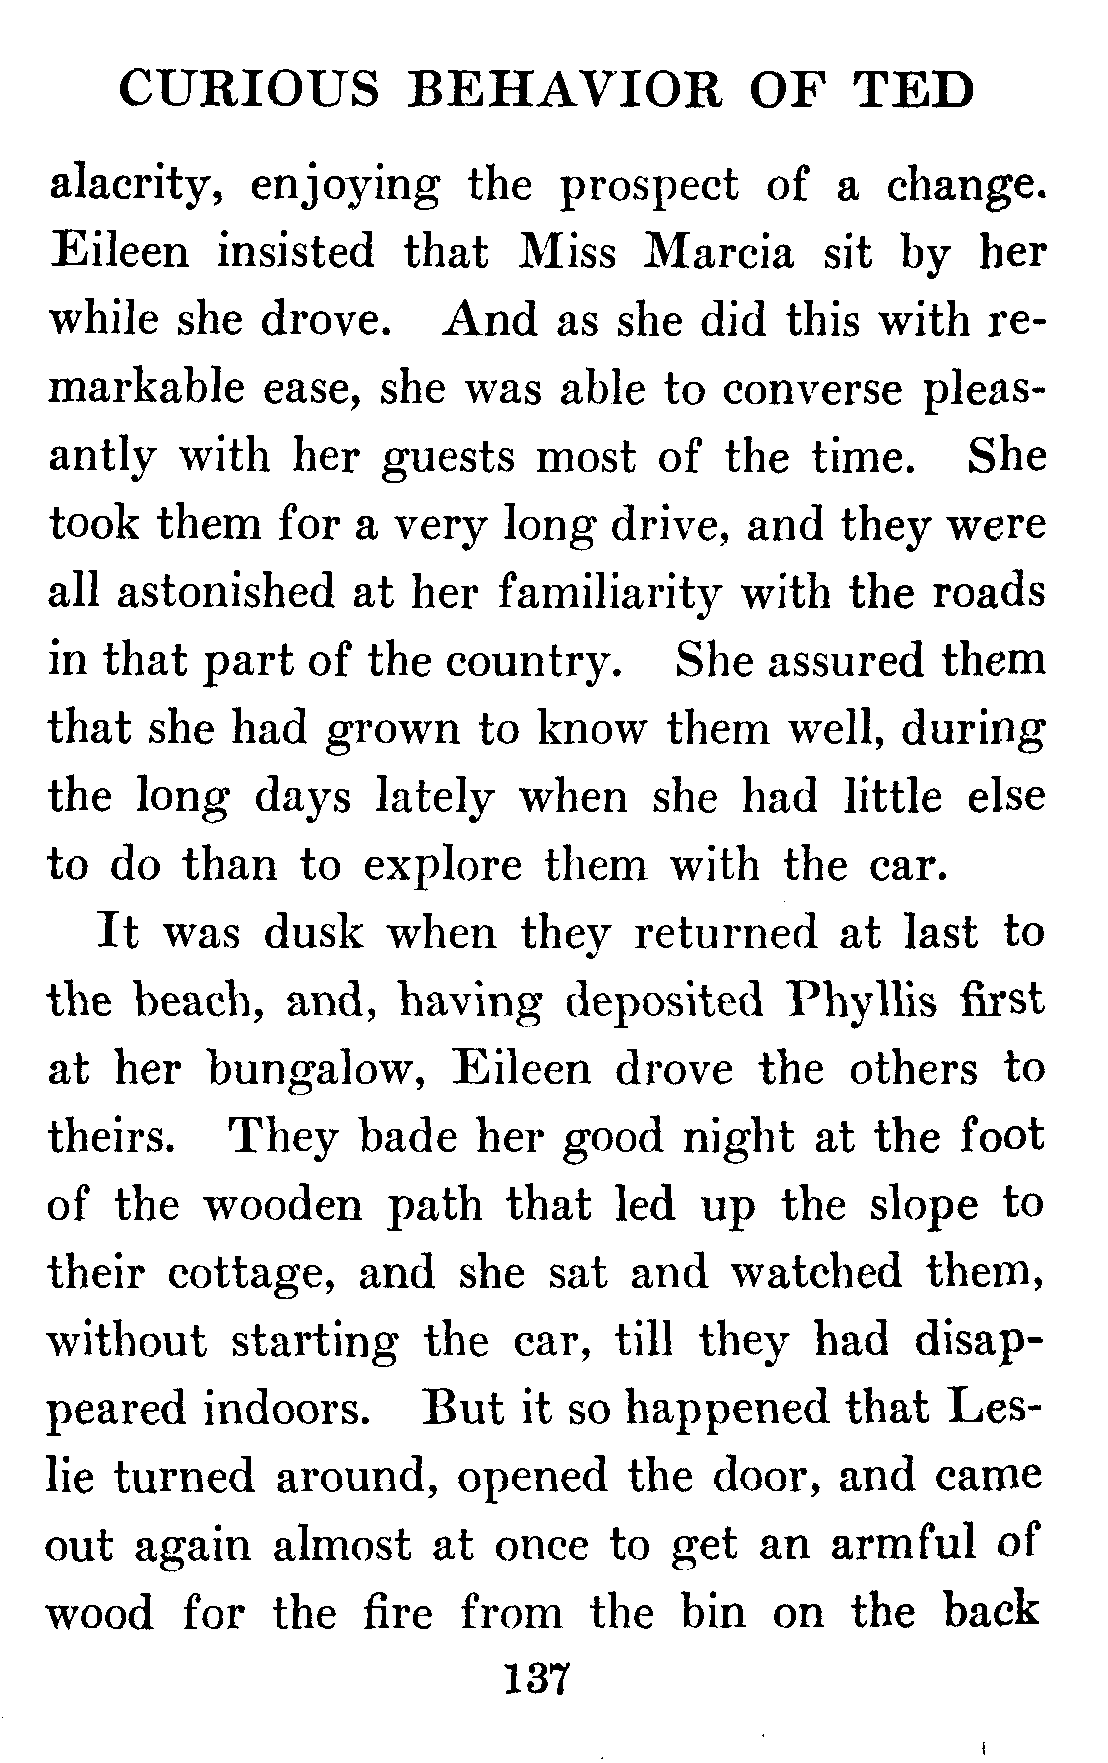 CURIOUS BEHAVIOR OF TED
alacrity, enjoying the prospect of a change.
Eileen insisted that Miss Marcia sit by her
while she drove. And as she did this with re-
markable ease, she was able to converse pleas-
antly with her guests most of the time. She
took them for a very long drive, and they were
all astonished at her familiarity with the roads
in that part of the country. She assured them
that she had grown to know them well, during
the long days lately when she had little else
to do than to explore them with the car.
It was dusk when they returned at last to
the beach, and, having deposited Phyllis first
at her bungalow, Eileen drove the others to
theirs. They bade her good night at the foot
of the wooden path that led up the slope to
their cottage, and she sat and watched them,
without starting the car, till they had disap-
peared indoors. But it so happened that Les-
lie turned around, opened the door, and came
out again almost at once to get an armful of
wood for the fire from the bin on the back
137